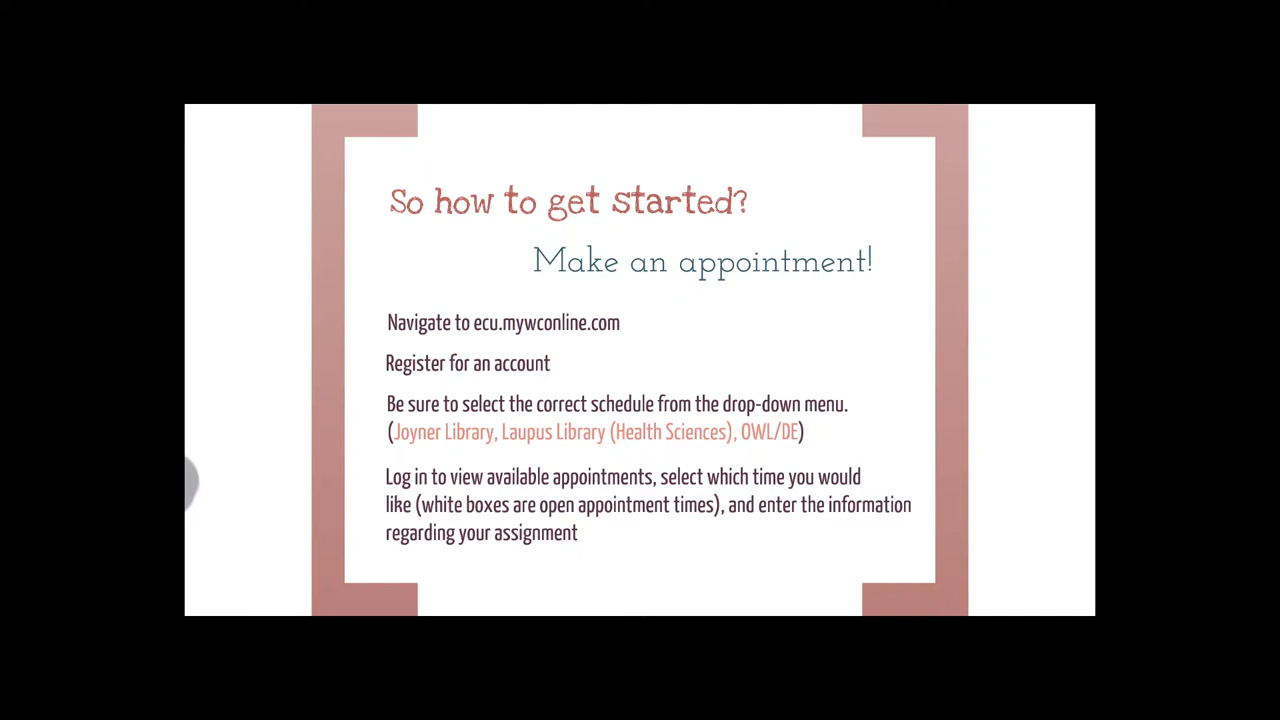 So how to get started?
Make an appointment!
Navigate to ecu.mywconline.com
Register for an account
Be sure to select the correct schedule from the drop-down menu.
(Joyner Library, Laupus Library (Health Sciences), OWL/DE)
Log in to view available appointments, select which time you would
like (white boxes are open appointment times), and enter the information
regarding your assignment